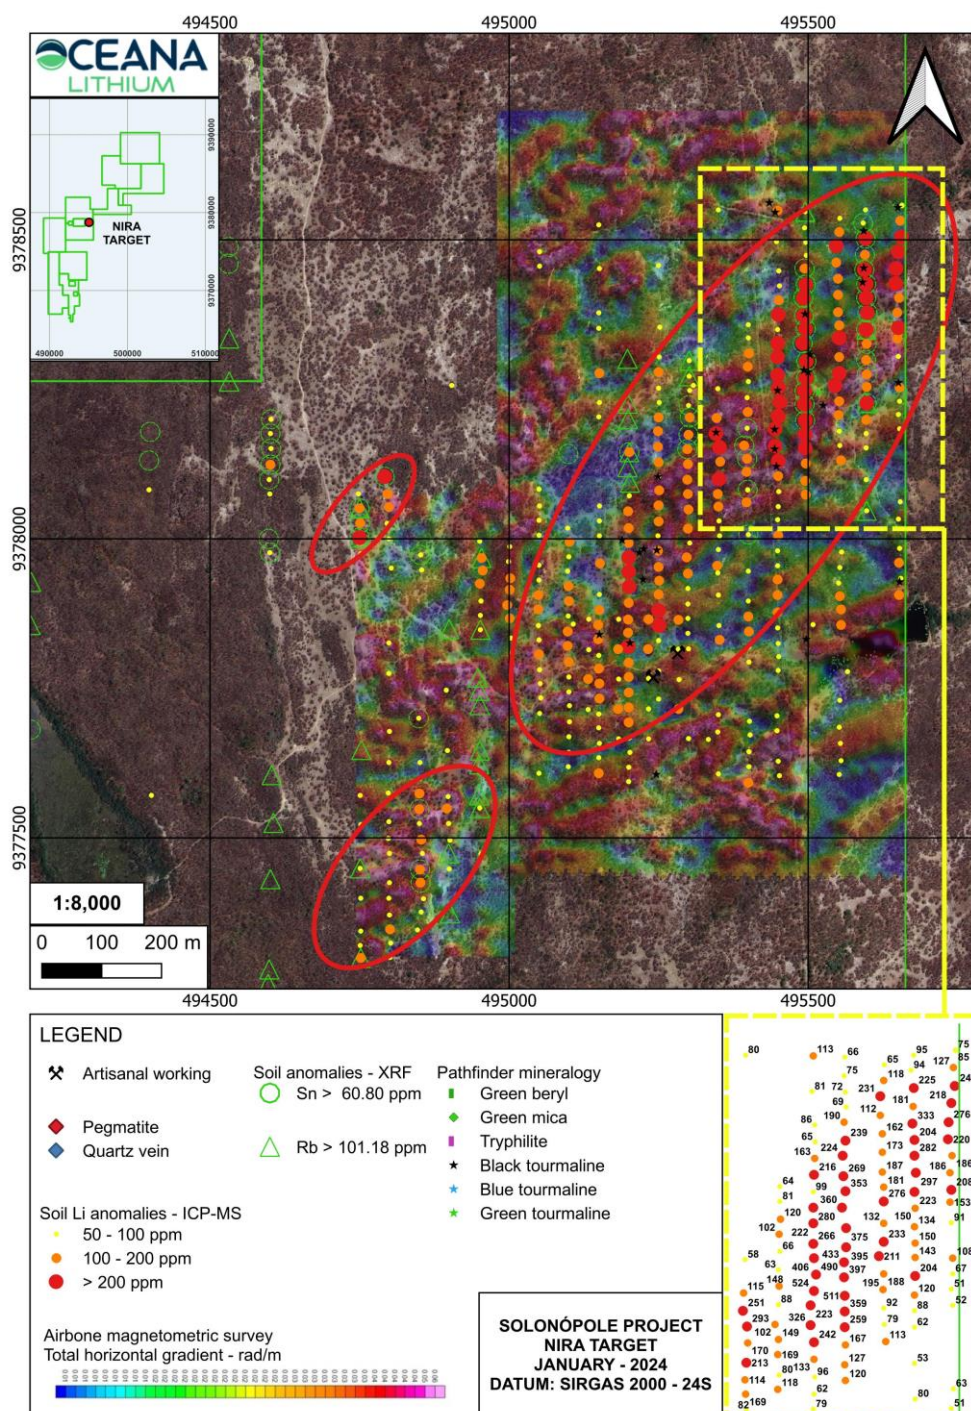 494500 495000 495500
OCEANA
LITHIUM
9390000
9380000
9370000
NIRA
TARGET
490000 500000 510000
9378500
9378000
9377500
1:8,000
0 100 200 m
494500 495000 495500
LEGEND
Artisanal working
Pegmatite
Quartz vein
Soil Li anomalies - ICP-MS
50 - 100 ppm
100 - 200 ppm
> 200 ppm
Airbone magnetometric survey
Total horizontal gradient - rad/m
Soil anomalies - XRF
Sn > 60.80 ppm
Rb > 101.18 ppm
Pathfinder mineralogy
Green beryl
Green mica
Tryphilite
Black tourmaline
Blue tourmaline
Green tourmaline
SOLONÓPOLE PROJECT
NIRA TARGET
JANUARY - 2024
DATUM: SIRGAS 2000 - 24S
80 113 66 95 75
75 65 94 127 85
81 72 118 225 24
69 231 181 218
86 190 112 333 276
65 239 162 204 220
163 224 173 282
216 269 187 186 186
64 99 353 181 297 208
81 360 276 223 153
120 280 132 150 134 91
102 222 266 375 233 150
66 433 395 211 143 108
58 63 406 490 397 204 67
148 524 195 188 120 51
115 88 511 359 92 88 52
251 326 223 79 62
293 149 242 259 113
102 167
170 169 127 53
213 80 133 96 120
114 118 62 63
82 169 79 80 51